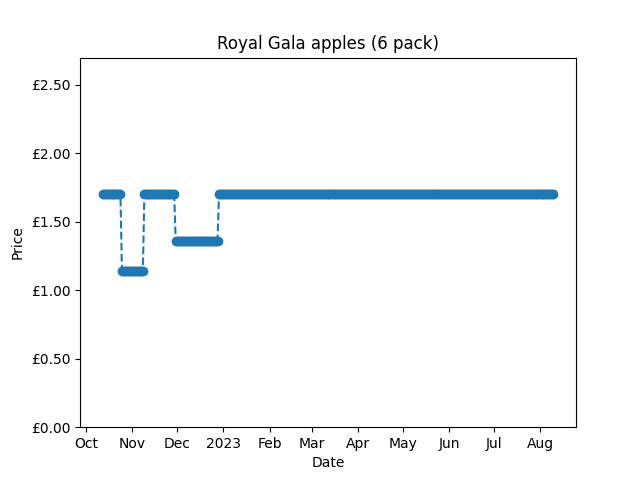 Royal Gala apples (6 pack)
£2.50
£2.00
£1.50
£1.00
£0.50
£0.00
Price
Oct Nov Dec 2023 Feb Mar Apr May Jun Jul Aug
Date